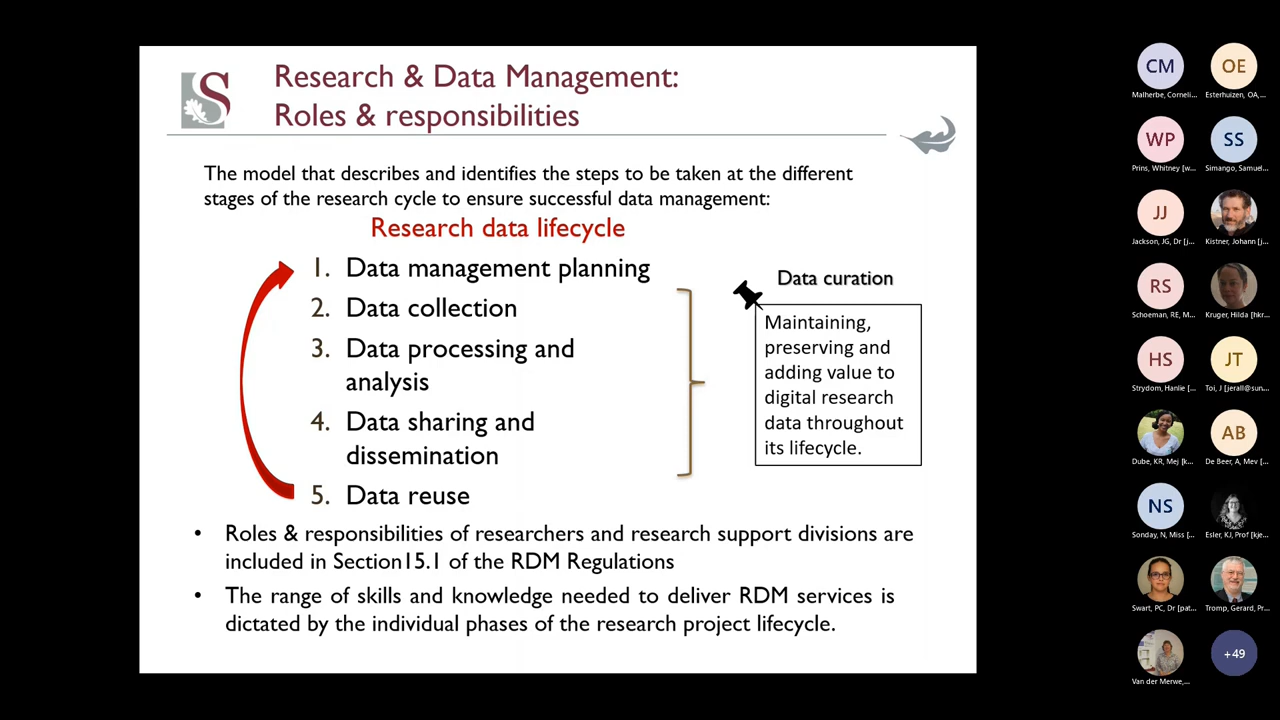 Research & Data Management:
Roles & responsibilities
The model that describes and identifies the steps to be taken at the different
stages of the research cycle to ensure successful data management:
Research data lifecycle
1. Data management planning
2. Data collection
3. Data processing and
analysis
4. Data sharing and
dissemination
5. Data reuse
Data curation
Maintaining,
preserving and
adding value to
digital research
data throughout
its lifecycle.
• Roles & responsibilities of researchers and research support divisions are
included in Section15.1 of the RDM Regulations
• The range of skills and knowledge needed to deliver RDM services is
dictated by the individual phases of the research project lifecycle.
S
CM
OE
Malherbe, Corneli...
Esterhuizen, OA,...
WP
SS
Prins, Whitney [w...
Simango, Samuel...
JJ
Jackson, JG, Dr [j...
Kistner, Johann [j...
RS
Schoeman, RE, M...
Kruger, Hilda [hkr...
HS
JT
Strydom, Hanlie [...
Toi, J [jerall@sun...
AB
Dube, KR, Mej [k...
De Beer, A, Mev [...
NS
Sonday, N, Miss [...
Esler, KJ, Prof [kje...
Swart, PC, Dr [pat...
Tromp, Gerard, Pr...
+49
Van der Merwe,...